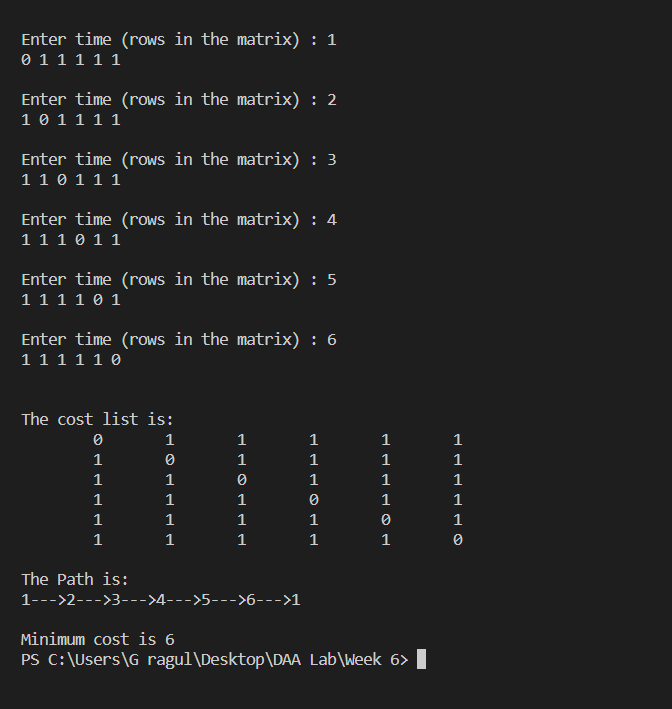 Enter time (rows in the matrix) : 1
0 1 1 1 1 1
Enter time (rows in the matrix) : 2
1 0 1 1 1 1
Enter time (rows in the matrix) : 3
1 1 0 1 1 1
Enter time (rows in the matrix) : 4
1 1 1 0 1 1
Enter time (rows in the matrix) : 5
1 1 1 1 0 1
Enter time (rows in the matrix) : 6
1 1 1 1 1 0
The cost list is:
0 1 1 1 1 1
1 0 1 1 1 1
1 1 0 1 1 1
1 1 1 0 1 1
1 1 1 1 0 1
1 1 1 1 1 0
The Path is:
1--->2--->3--->4--->5--->6--->1
Minimum cost is 6
PS C:\Users\G ragul\Desktop\DAA Lab\Week 6>